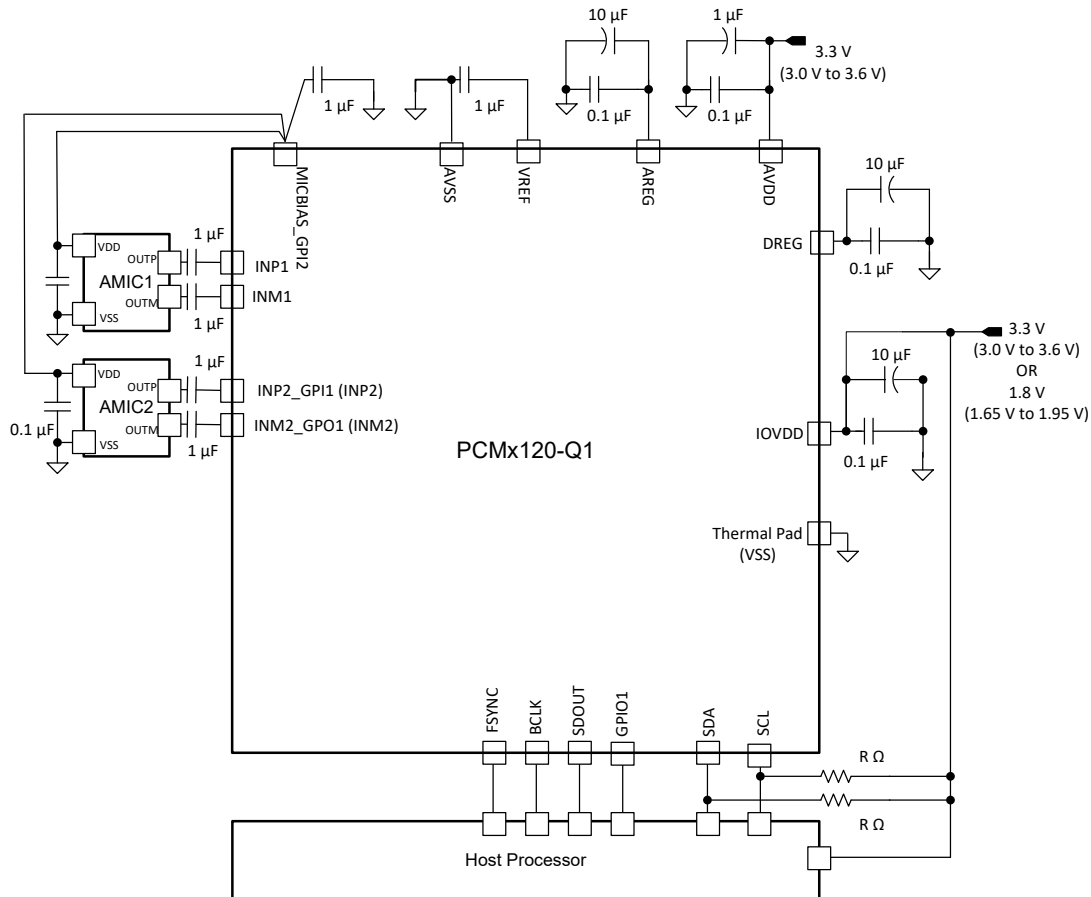 10 µF
1 µF
3.3 V
(3.0 V to 3.6 V)
1 µF
1 µF
0.1 µF
0.1 µF
MICBIAS_GPI2
AVSS
VREF
AREG
AVDD
10 µF
DREG
0.1 µF
VDD
OUTP
1 µF
INP1
AMIC1
OUTM
INM1
VSS
1 µF
3.3 V
(3.0 V to 3.6 V)
OR
1.8 V
(1.65 V to 1.95 V)
10 µF
IOVDD
0.1 µF
1 µF
VDD
OUTP
INP2_GPI1 (INP2)
AMIC2
0.1 µF
OUTM
INM2_GPO1 (INM2)
VSS
1 µF
PCMx120-Q1
Thermal Pad
(VSS)
FSYNC
BCLK
SDOUT
GPIO1
SDA
SCL
R Ω
R Ω
Host Processor